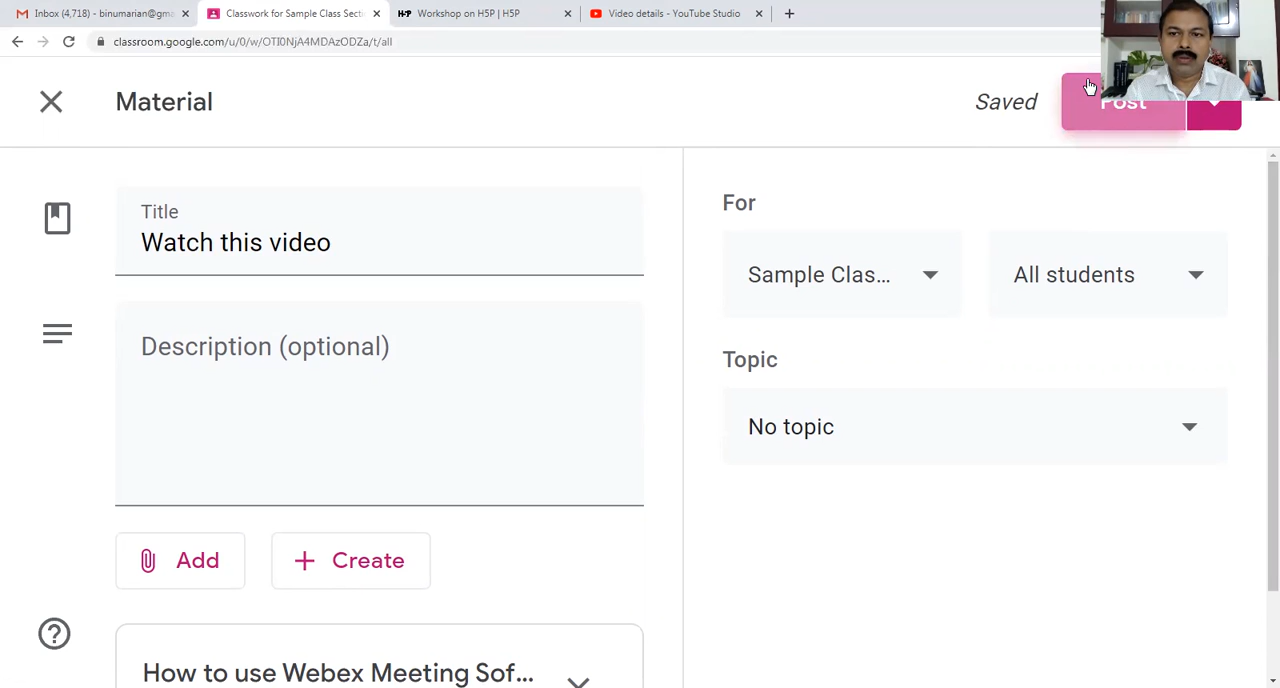 Inbox (4,718) - binumarian@gma
Classwork for Sample Class Secti
H-P Workshop on H5P | H5P
Video details - YouTube Studio
classroom.google.com/u/0/w/OTI0NjA4MDAzODZa/t/all
Material
Saved
Post
Title
Watch this video
Description (optional)
Add
Create
How to use Webex Meeting Sof...
For
Sample Clas...
All students
Topic
No topic